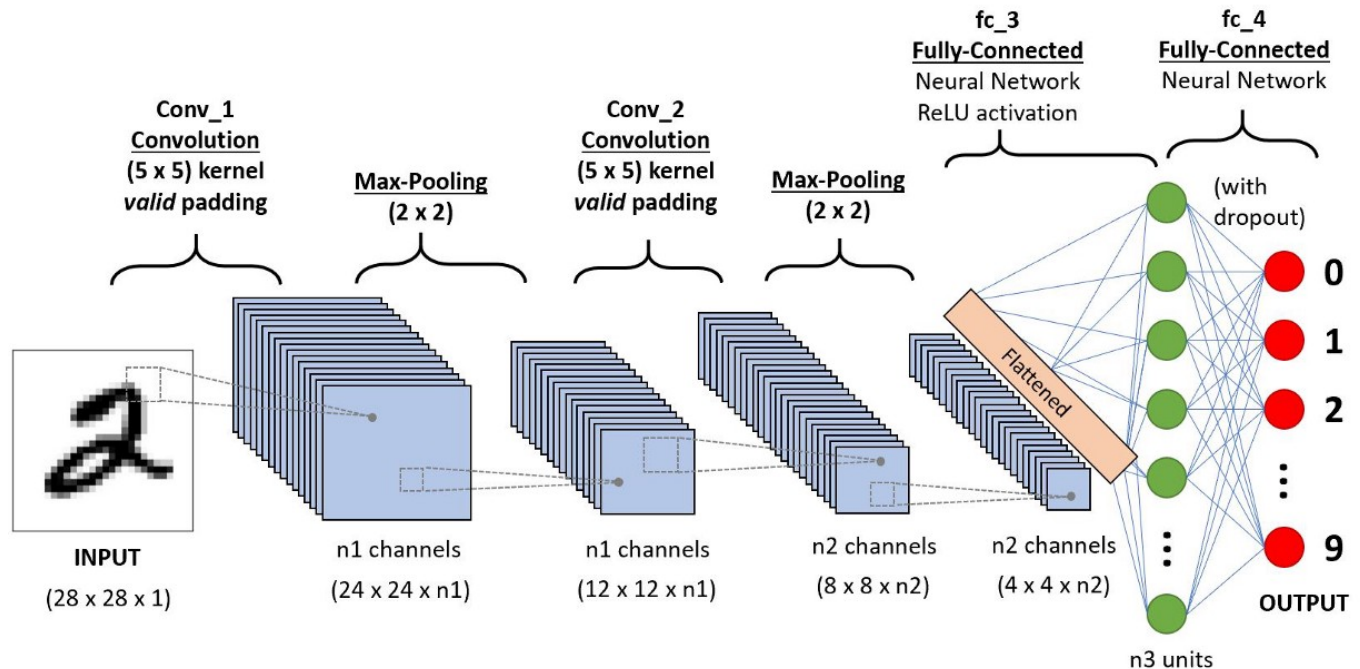 Conv_1
Convolution
(5 x 5) kernel
valid padding
Max-Pooling
(2 x 2)
Conv_2
Convolution
(5 x 5) kernel
valid padding
Max-Pooling
(2 x 2)
fc_3
Fully-Connected
Neural Network
ReLU activation
fc_4
Fully-Connected
Neural Network
(with
dropout)
2
Flattened
0
1
2
9
INPUT
(28 x 28 x 1)
n1 channels
(24 x 24 x n1)
n1 channels
(12 x 12 x n1)
n2 channels
(8 x 8 x n2)
n2 channels
(4 x 4 x n2)
n3 units
OUTPUT